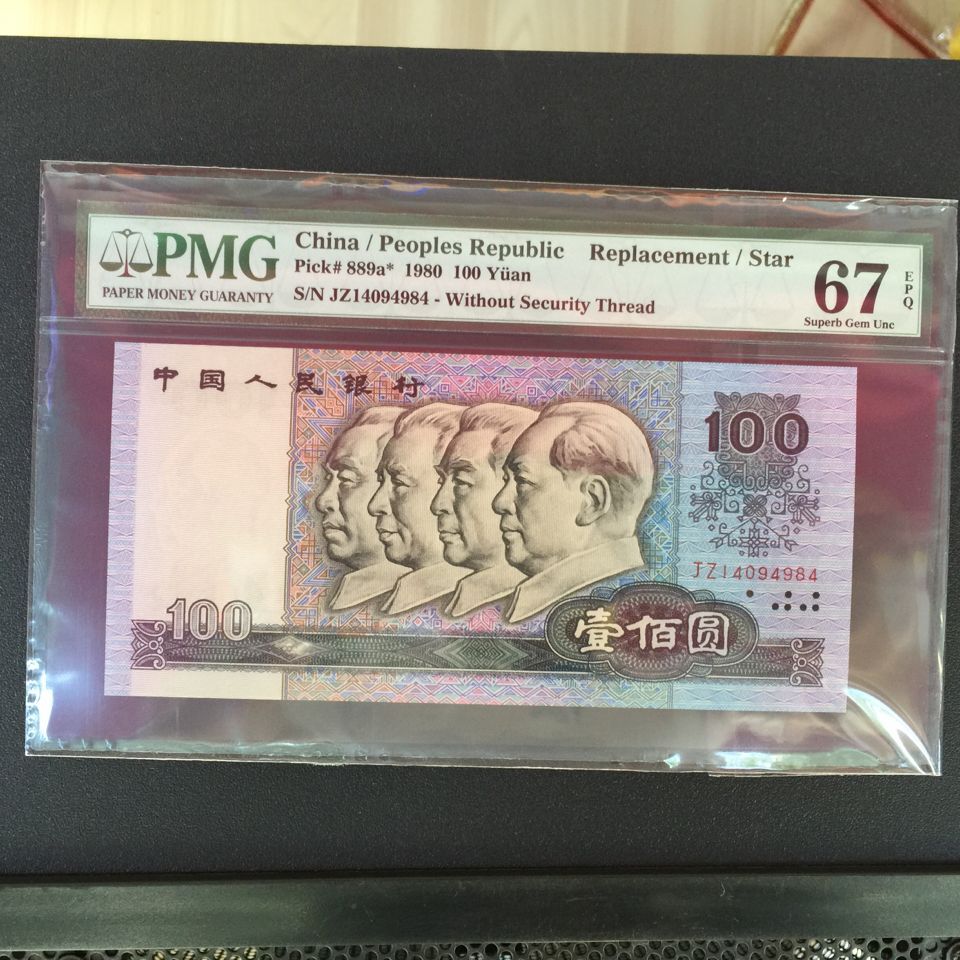 PMG
PAPER MONEY GUARANTY
China / Peoples Republic Replacement / Star
Pick# 889a* 1980 100 Yüan
S/N JZ14094984 - Without Security Thread
67
EPQ
Superb Gem Unc
中国人民银行
100
JZ14094984
100
壹佰圆